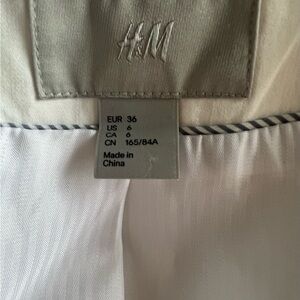 H&M
EUR 36
US 6
CA 6
CN 165/84A
Made in
China